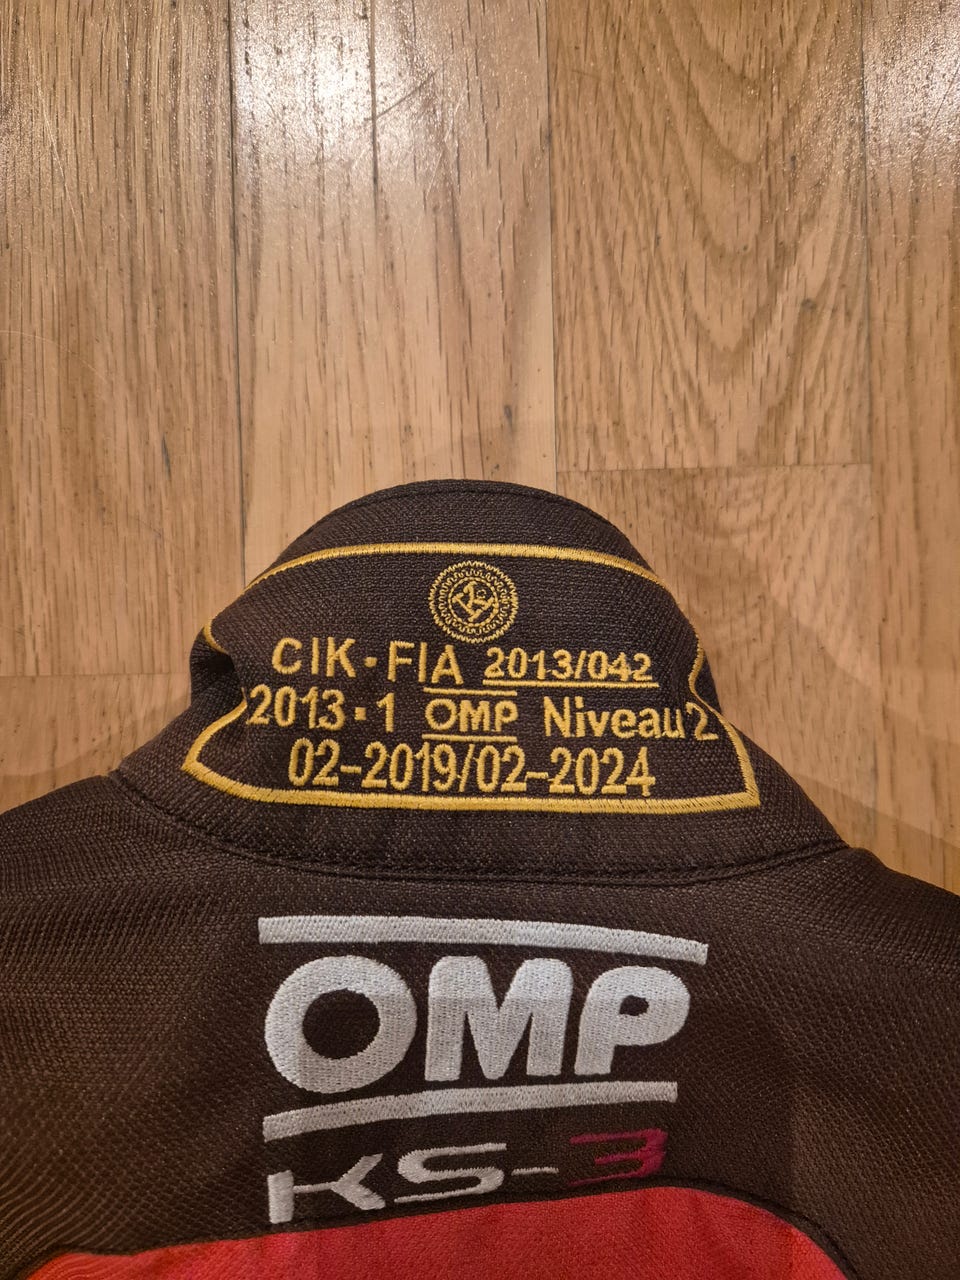 CIK·FIA 2013/042
2013·1 OMP Niveau 2
02-2019/02-2024
OMP
KS-3